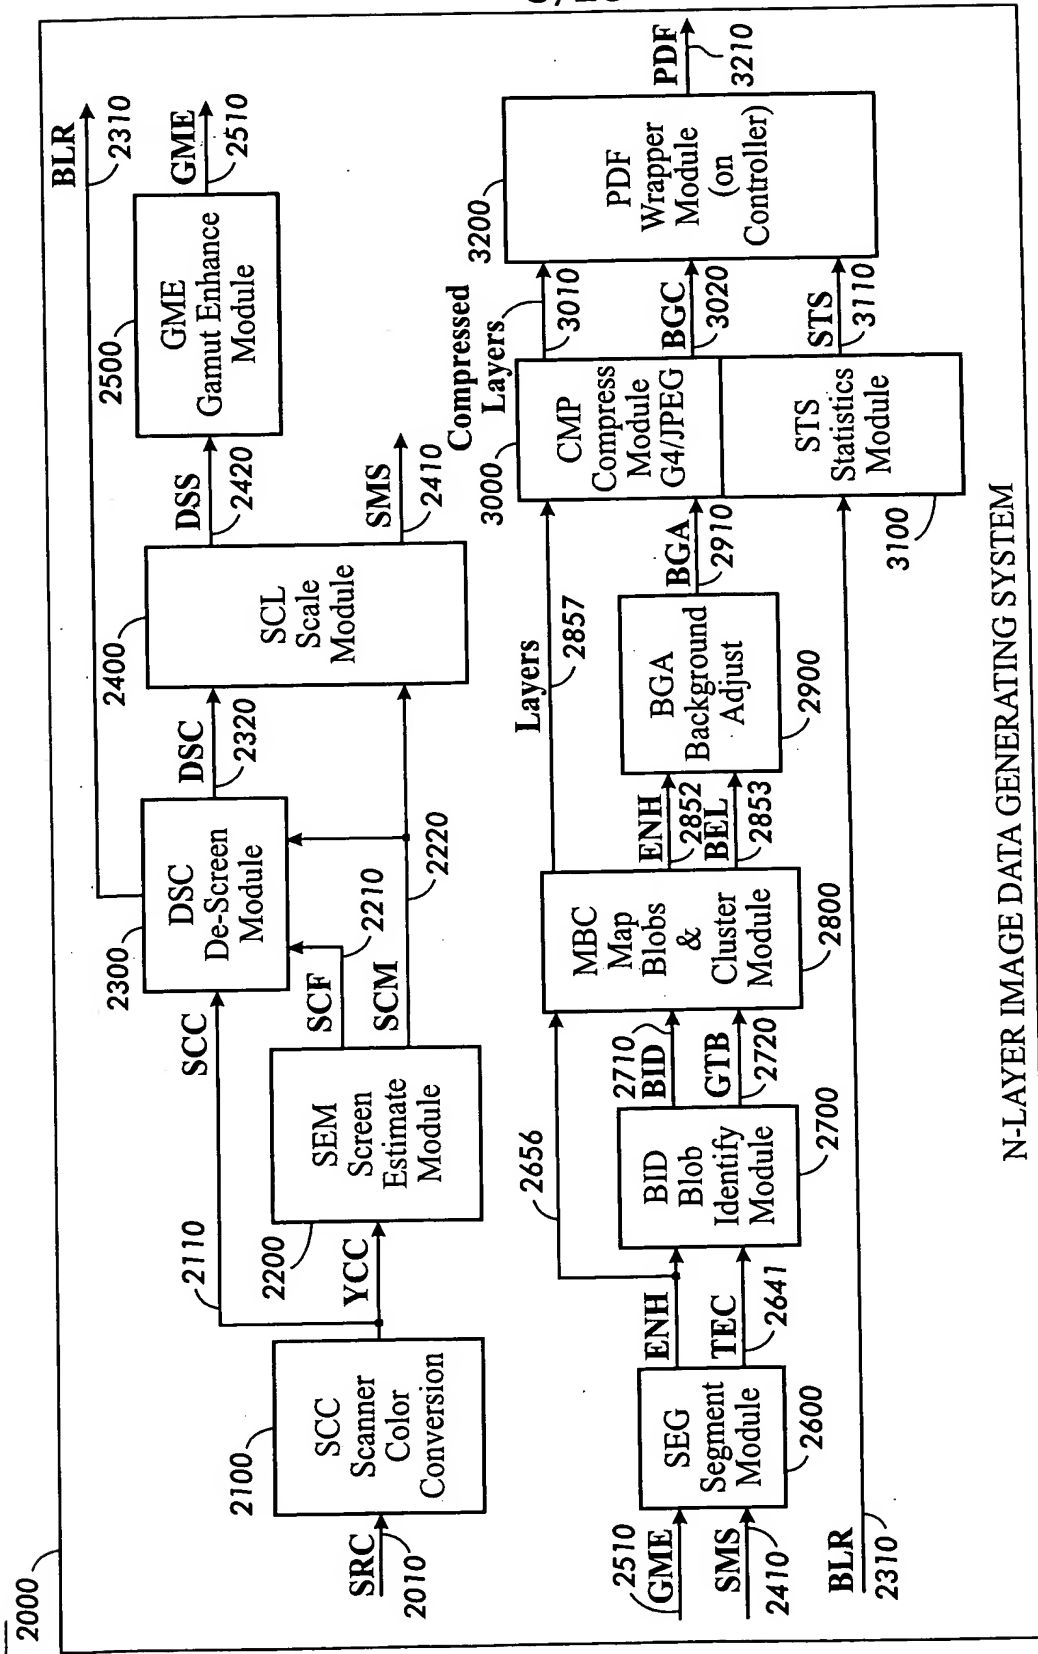 2000
SRC
2010
2100
SCC
Scanner
Color
Conversion
2110
SCC
YCC
2200
SEM
Screen
Estimate
Module
SCF
2210
SCM
2220
2300
DSC
De-Screen
Module
DSC
2320
2400
SCL
Scale
Module
DSS
2420
SMS
2410
2500
GME
Gamut Enhance
Module
BLR
2310
GME
2510
2510
GME
SMS
2410
BLR
2310
SEG
Segment
Module
2600
ENH
TEC
2641
2656
BID
Blob
Identify
Module
2700
2710
BID
GTB
2720
MBC
Map
Blobs
&
Cluster
Module
2800
Layers
2857
ENH
2852
BEL
2853
BGA
Background
Adjust
2900
BGA
2910
3000
CMP
Compress
Module
G4/JPEG
STS
Statistics
Module
3100
Compressed
Layers
3010
BGC
3020
STS
3110
3200
PDF
Wrapper
Module
(on
Controller)
PDF
3210
N-LAYER IMAGE DATA GENERATING SYSTEM